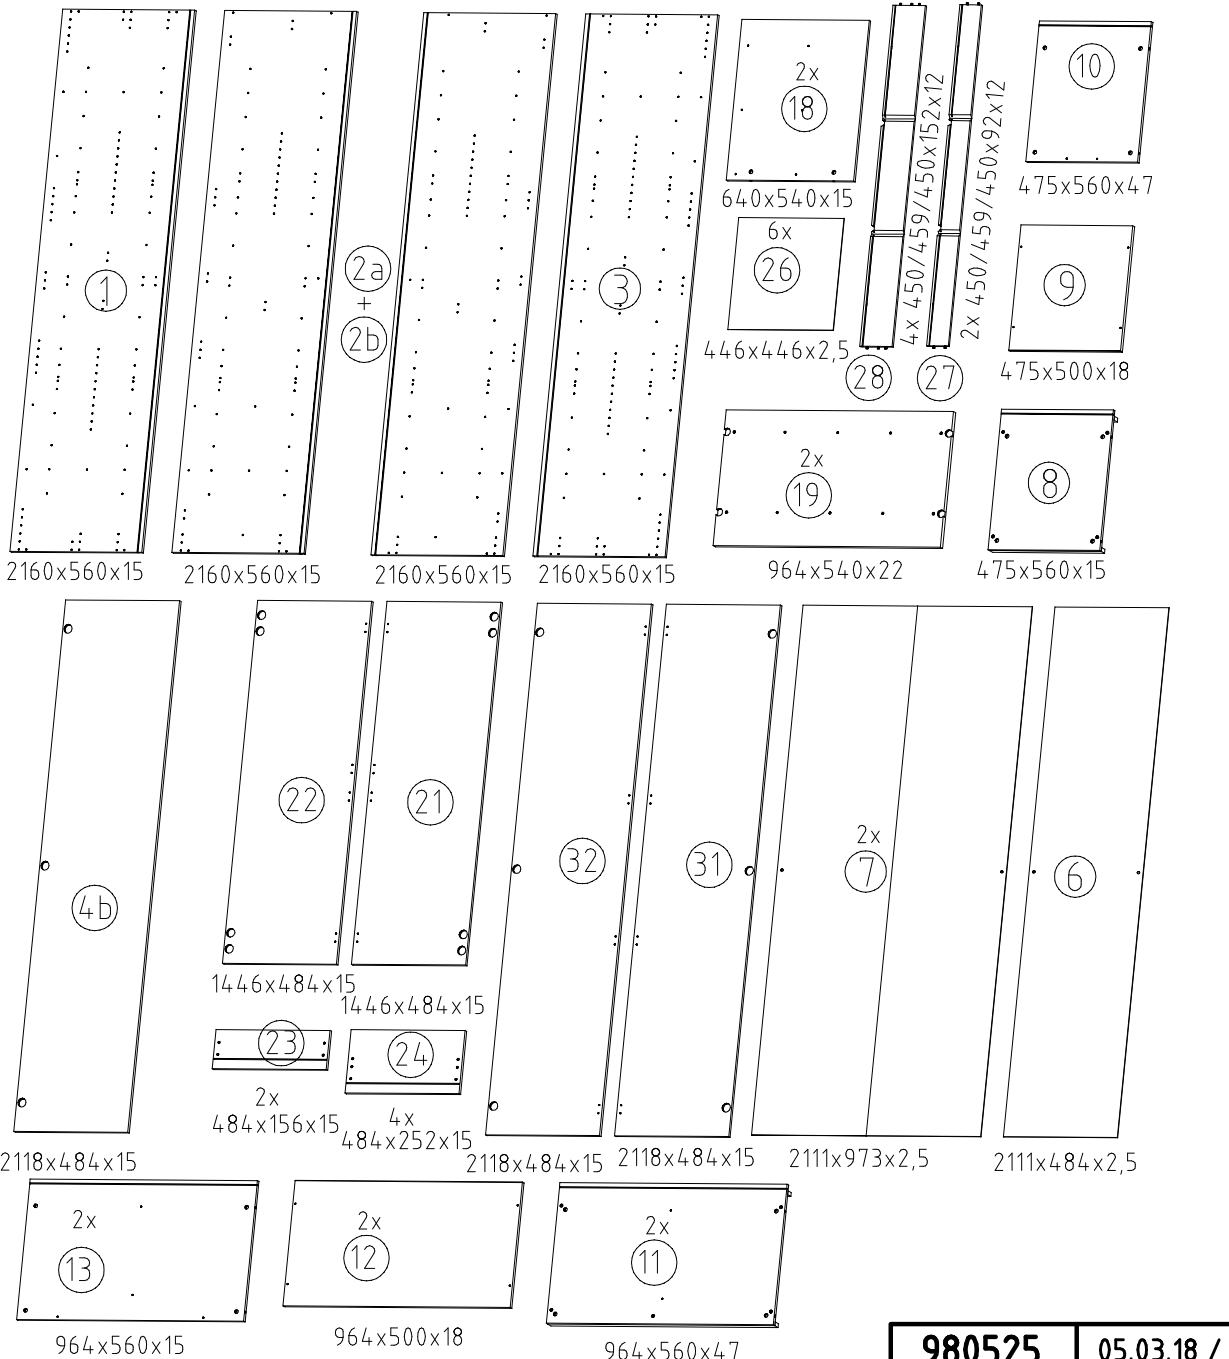 1
2160x560x15
2160x560x15
2a
+
2b
2160x560x15
3
2160x560x15
2x
18
640x540x15
6x
26
446x446x2,5
4x 450/459/450x152x12
28
2x 450/459/450x92x12
27
10
475x560x47
9
475x500x18
2x
19
964x540x22
8
475x560x15
4b
2118x484x15
22
1446x484x15
21
1446x484x15
23
2x
484x156x15
24
4x
484x252x15
32
2118x484x15
31
2118x484x15
2x
7
2111x973x2,5
6
2111x484x2,5
2x
13
964x560x15
2x
12
964x500x18
2x
11
964x560x47
980525
05.03.18 /